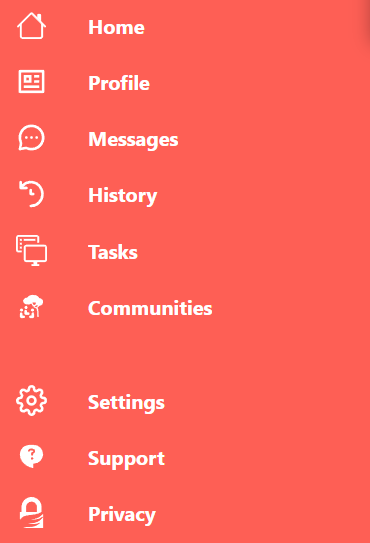 Home
Profile
Messages
History
Tasks
Communities
Settings
Support
Privacy